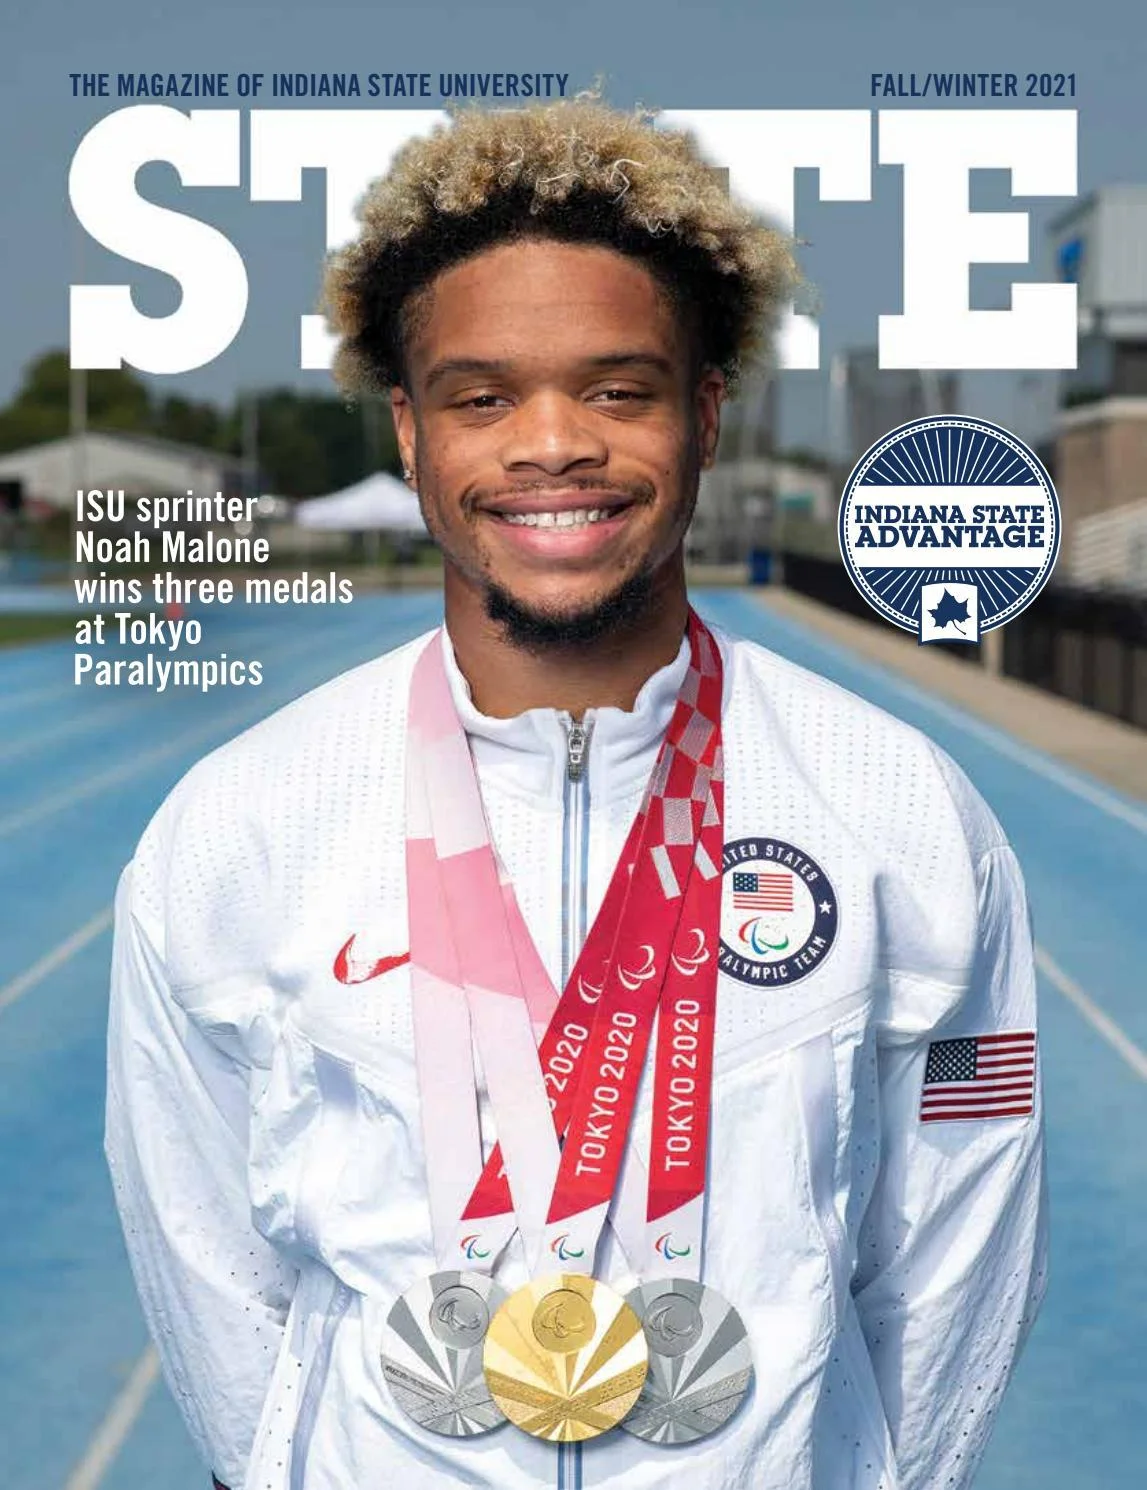 THE MAGAZINE OF INDIANA STATE UNIVERSITY
FALL/WINTER 2021
STATE
ISU sprinter
Noah Malone
wins three medals
at Tokyo
Paralympics
INDIANA STATE
ADVANTAGE
UNITED STATES
PARALYMPIC TEAM
2020
TOKYO 2020
TOKYO 2020